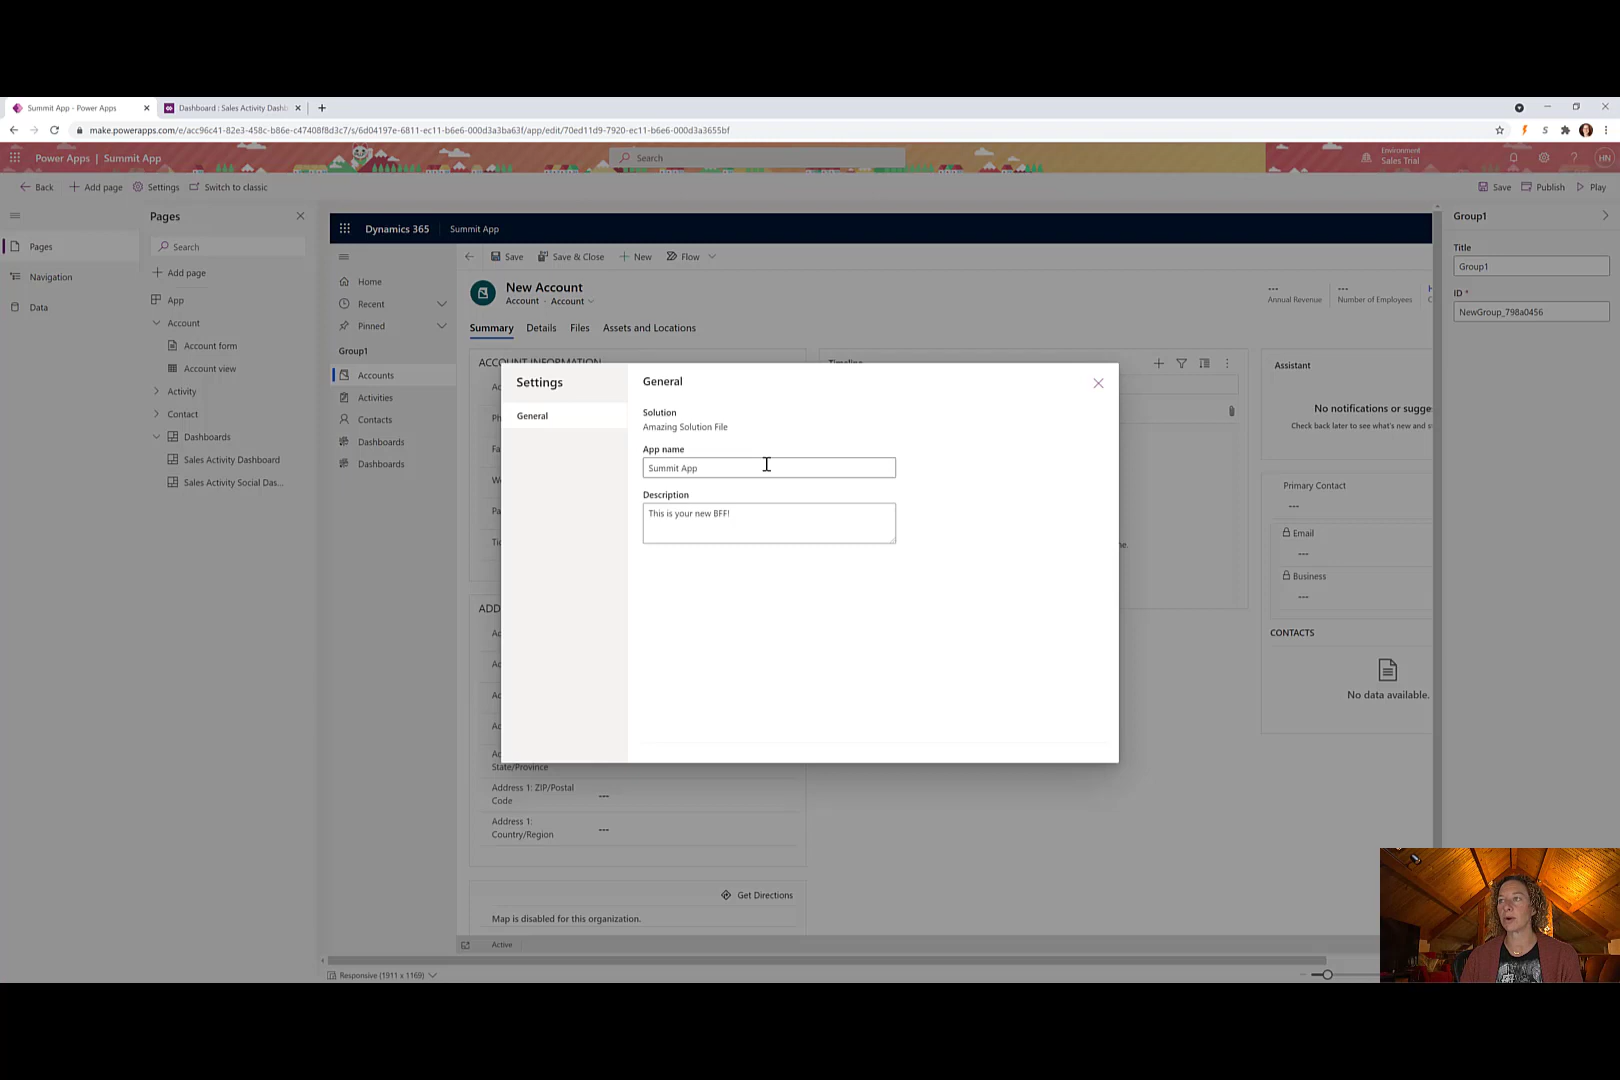 Summit App - Power Apps
Dashboard : Sales Activity Dashb
make.powerapps.com/e/acc96c41-82e3-458c-b86e-c47408f8d3c7/s/6d04197e-6811-ec11-b6e6-000d3a3ba63f/app/edit/70ed11d9-7920-ec11-b6e6-000d3a3655bf
Power Apps | Summit App
Search
Environment
Sales Trial
HN
Back
Add page
Settings
Switch to classic
Save
Publish
Play
Pages
Navigation
Data
Pages
Search
Add page
App
Account
Account form
Account view
Activity
Contact
Dashboards
Sales Activity Dashboard
Sales Activity Social Das...
Dynamics 365
Summit App
Home
Recent
Pinned
Group1
Accounts
Activities
Contacts
Dashboards
Dashboards
Save
Save & Close
New
Flow
New Account
Account · Account
---
Annual Revenue
---
Number of Employees
Summary
Details
Files
Assets and Locations
ACCOUNT INFORMATION
Timeline
Assistant
No notifications or sugge
Check back later to see what's new and s
Primary Contact
---
Email
---
Business
---
CONTACTS
No data available.
Settings
General
General
Solution
Amazing Solution File
App name
Summit App
Description
This is your new BFF!
ADD
State/Province
Address 1: ZIP/Postal
Code
---
Address 1:
Country/Region
---
Get Directions
Map is disabled for this organization.
Active
Responsive (1911 x 1169)
Group1
Title
Group1
ID *
NewGroup_798a0456